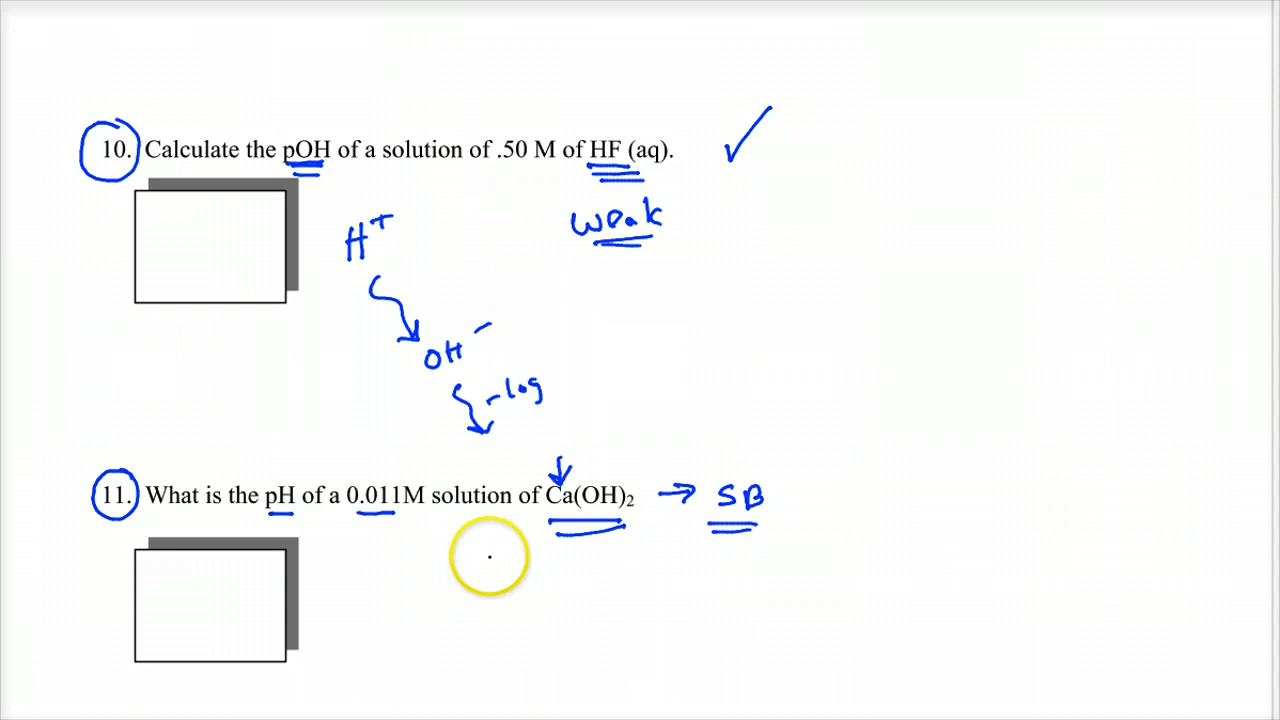 10. Calculate the pOH of a solution of .50 M of HF (aq).
weak
H⁺
OH⁻
-log
11. What is the pH of a 0.011M solution of Ca(OH)₂ → SB